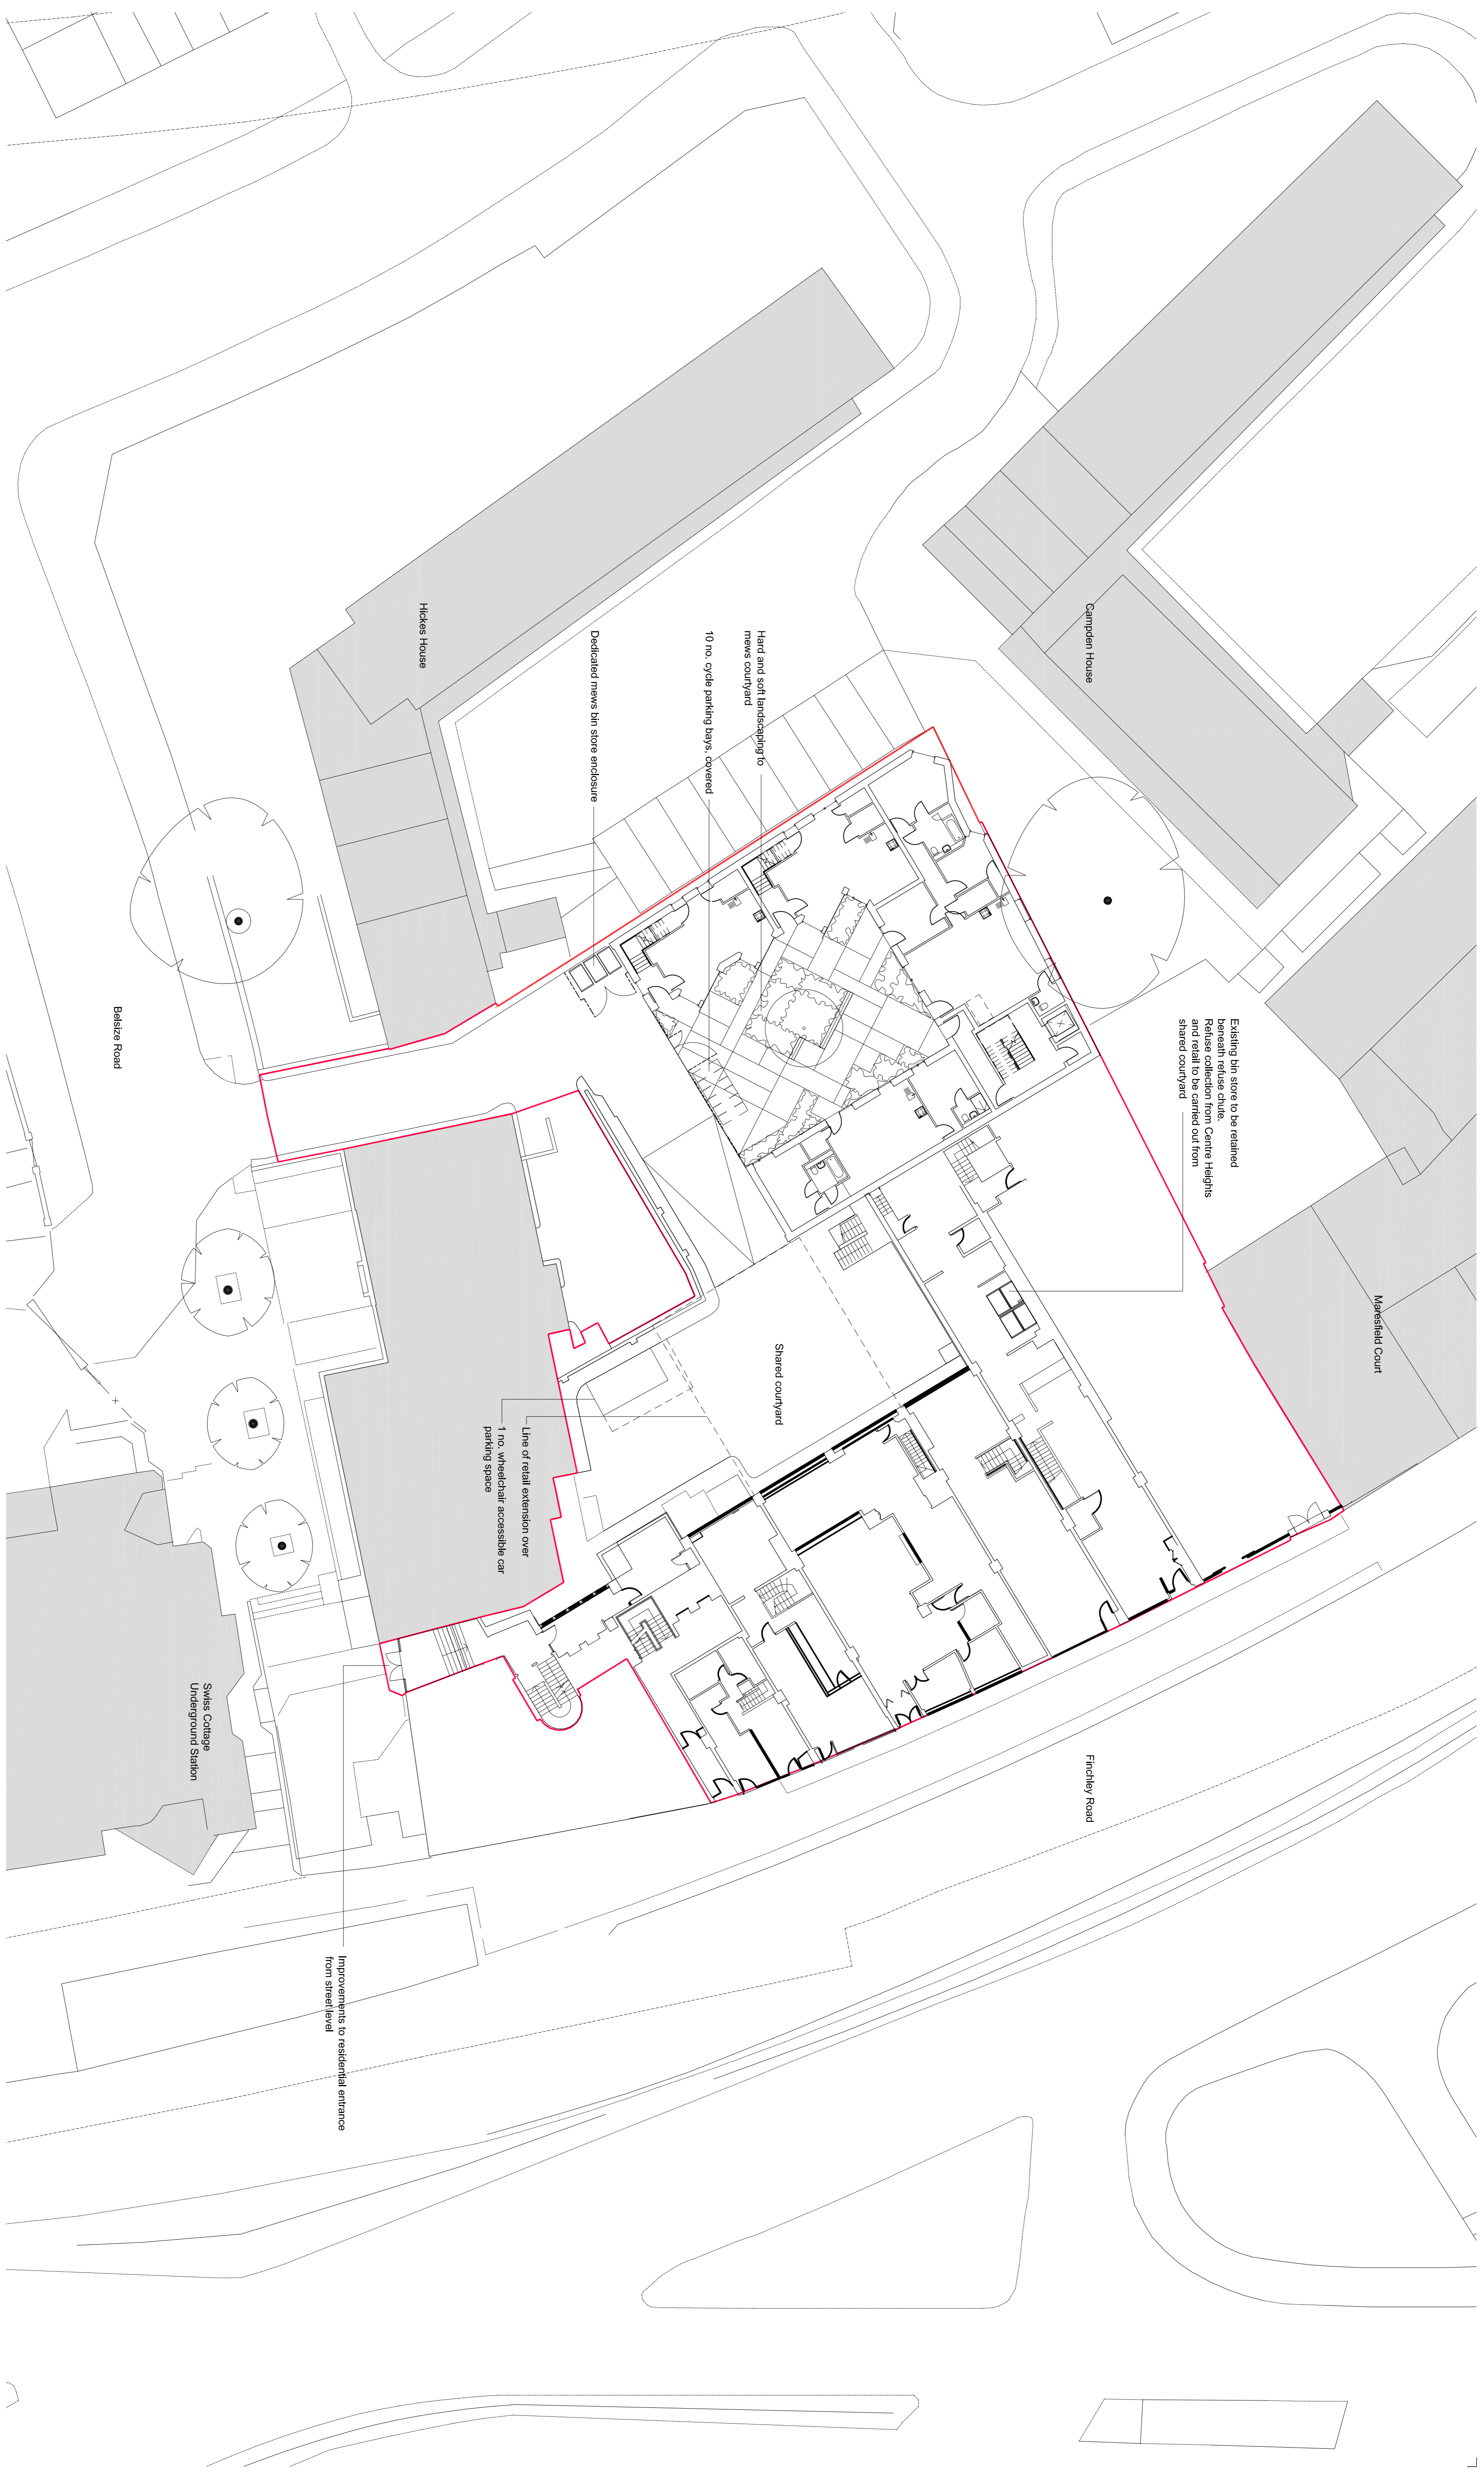 Campden House
Hickes House
Hard and soft landscaping to
mews courtyard
10 no. cycle parking bays, covered
Dedicated mews bin store enclosure
Existing bin store to be retained
beneath refuse chute.
Refuse collection from Centre Heights
and retail to be carried out from
shared courtyard
Belsize Road
Maresfield Court
Shared courtyard
Line of retail extension over
1 no. wheelchair accessible car
parking space
Swiss Cottage
Underground Station
Finchley Road
Improvements to residential entrance
from street level